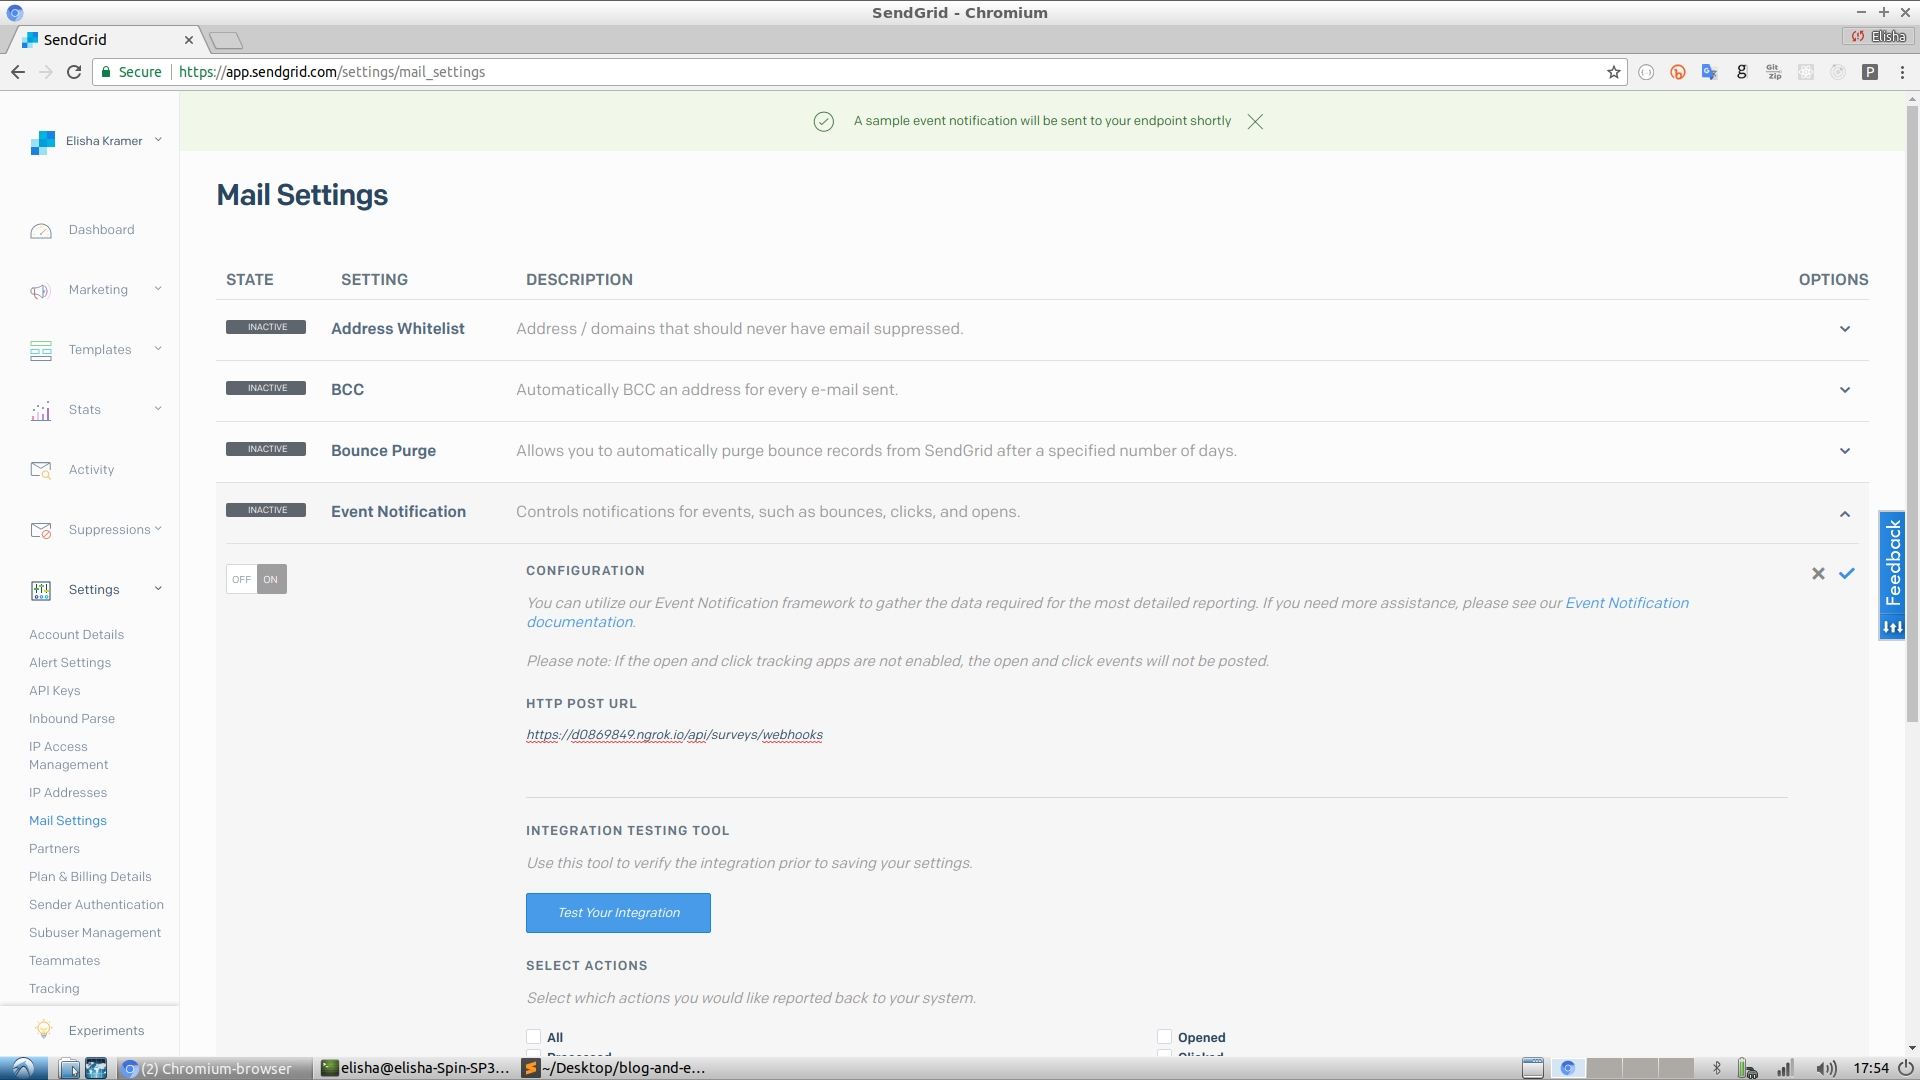 SendGrid - Chromium
SendGrid
Elisha
Secure
https://app.sendgrid.com/settings/mail_settings
g
Git Zip
P
Elisha Kramer
A sample event notification will be sent to your endpoint shortly
Mail Settings
Dashboard
Marketing
Templates
Stats
Activity
Suppressions
Settings
Account Details
Alert Settings
API Keys
Inbound Parse
IP Access
Management
IP Addresses
Mail Settings
Partners
Plan & Billing Details
Sender Authentication
Subuser Management
Teammates
Tracking
Experiments
STATE SETTING DESCRIPTION OPTIONS
INACTIVE Address Whitelist Address / domains that should never have email suppressed.
INACTIVE BCC Automatically BCC an address for every e-mail sent.
INACTIVE Bounce Purge Allows you to automatically purge bounce records from SendGrid after a specified number of days.
INACTIVE Event Notification Controls notifications for events, such as bounces, clicks, and opens.
OFF ON
CONFIGURATION
You can utilize our Event Notification framework to gather the data required for the most detailed reporting. If you need more assistance, please see our Event Notification
documentation.
Please note: If the open and click tracking apps are not enabled, the open and click events will not be posted.
HTTP POST URL
https://d0869849.ngrok.io/api/surveys/webhooks
INTEGRATION TESTING TOOL
Use this tool to verify the integration prior to saving your settings.
Test Your Integration
SELECT ACTIONS
Select which actions you would like reported back to your system.
All Opened
Processed Clicked
Feedback
(2) Chromium-browser
elisha@elisha-Spin-SP3...
~/Desktop/blog-and-e...
17:54